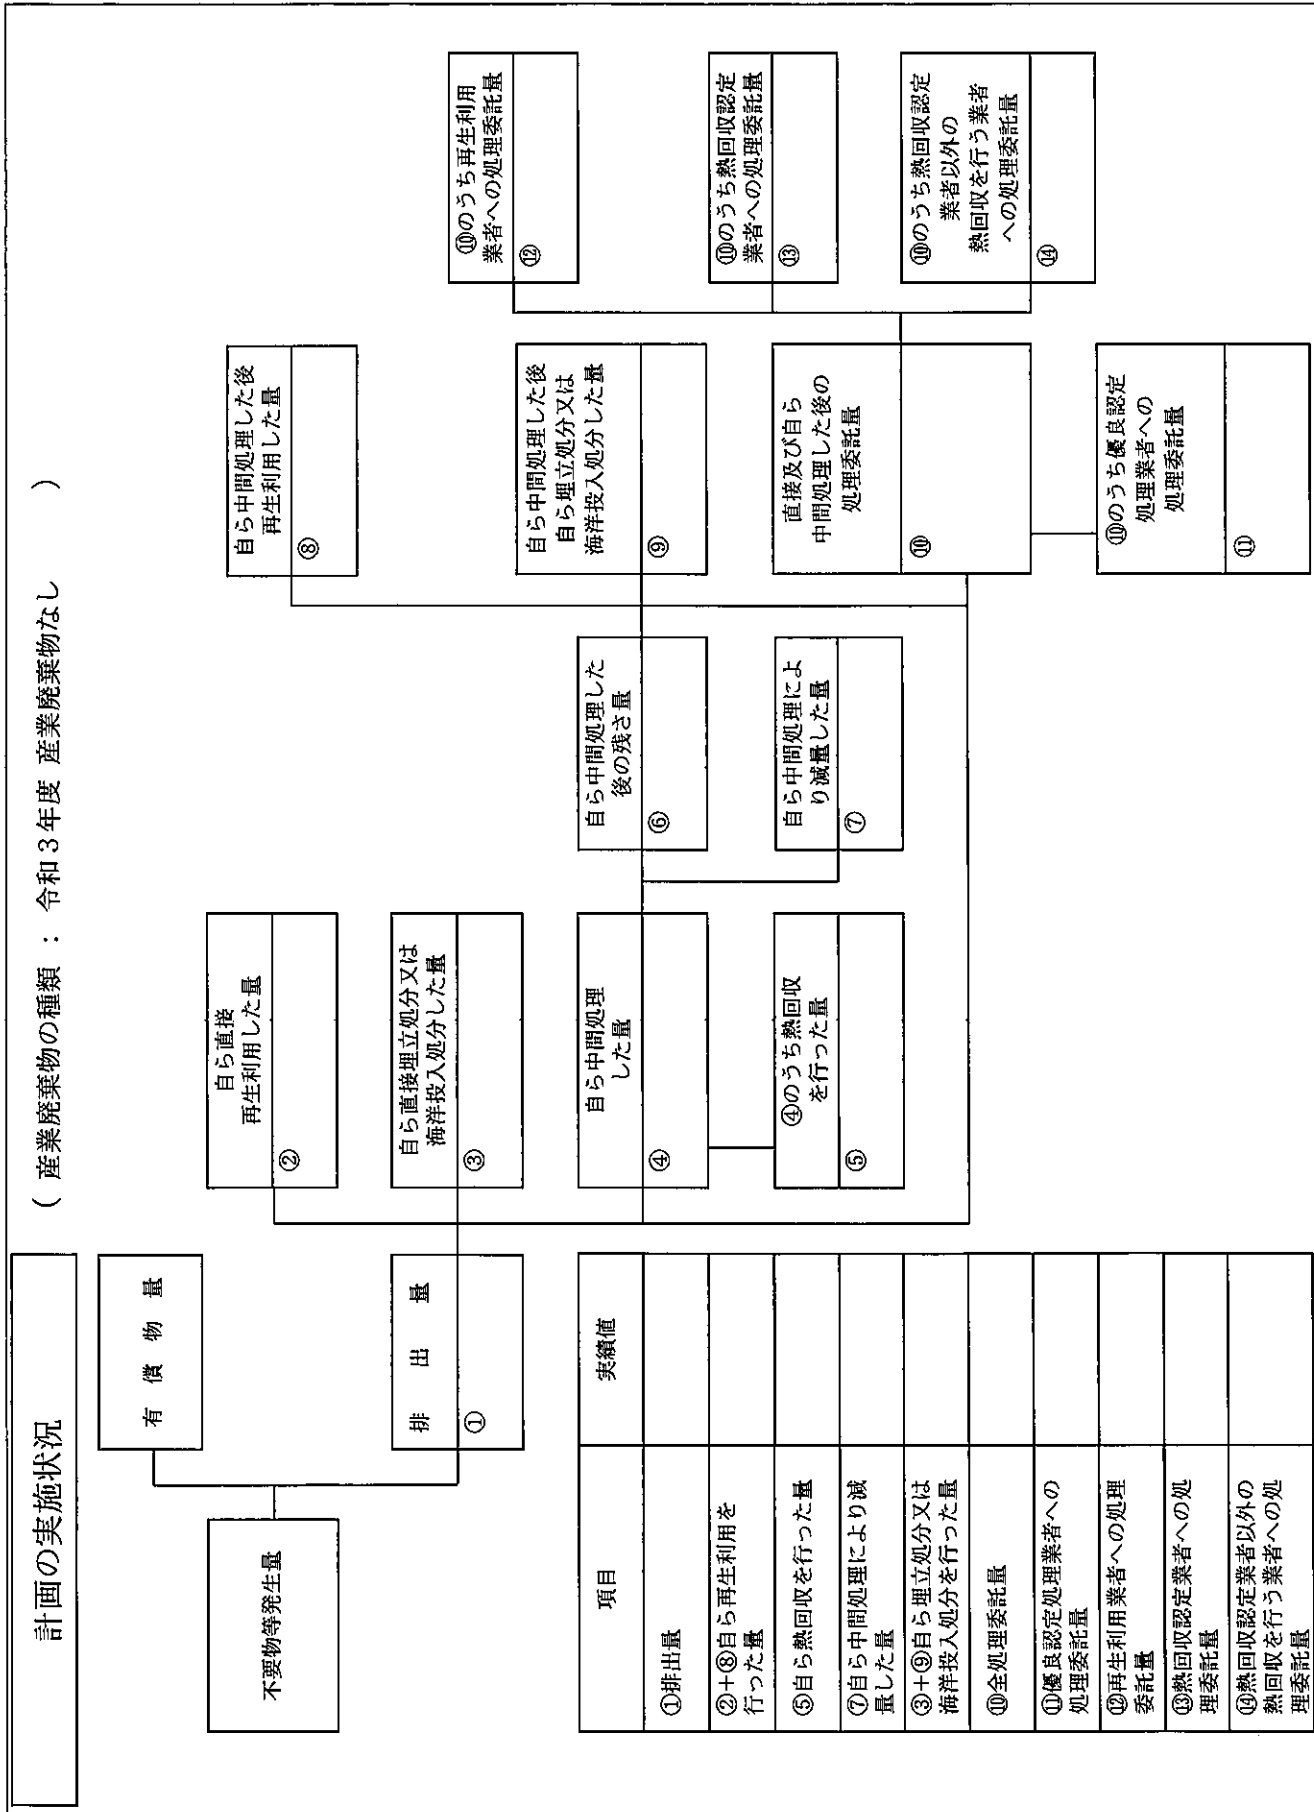 計画の実施状況
( 産業廃棄物の種類 : 令和3年度 産業廃棄物なし )
不要物等発生量
有 償 物 量
排 出 量
①
自ら直接
再生利用した量
②
自ら直接埋立処分又は
海洋投入処分した量
③
自ら中間処理
した量
④
④のうち熱回収
を行った量
⑤
自ら中間処理した
後の残さ量
⑥
自ら中間処理によ
り減量した量
⑦
自ら中間処理した後
再生利用した量
⑧
自ら中間処理した後
自ら埋立処分又は
海洋投入処分した量
⑨
直接及び自ら
中間処理した後の
処理委託量
⑩
⑩のうち優良認定
処理業者への
処理委託量
⑪
⑩のうち再生利用
業者への処理委託量
⑫
⑩のうち熱回収認定
業者への処理委託量
⑬
⑩のうち熱回収認定
業者以外の
熱回収を行う業者
への処理委託量
⑭
項目 実績値
①排出量
②+⑧自ら再生利用を
行った量
⑤自ら熱回収を行った量
⑦自ら中間処理により減
量した量
③+⑨自ら埋立処分又は
海洋投入処分を行った量
⑩全処理委託量
⑪優良認定処理業者への
処理委託量
⑫再生利用業者への処理
委託量
⑬熱回収認定業者への処
理委託量
⑭熱回収認定業者以外の
熱回収を行う業者への処
理委託量